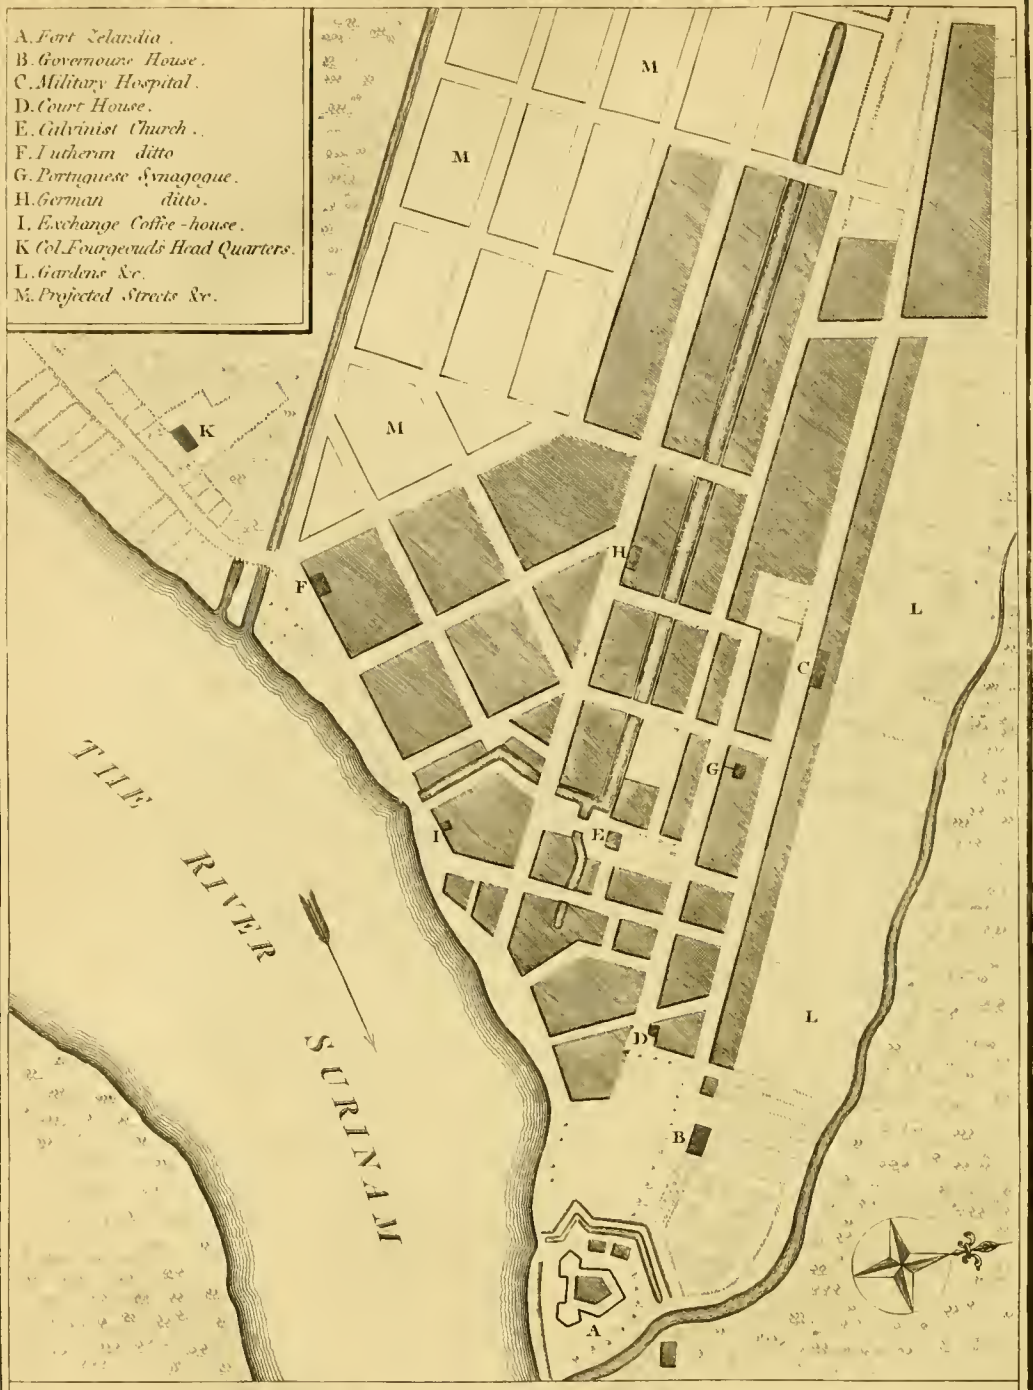 A. Fort Zelandia.
B. Governours House.
C. Military Hospital.
D. Court House.
E. Calvinist Church.
F. Lutheran ditto
G. Portuguese Synagogue.
H. German ditto.
I. Exchange Coffee-house.
K Col. Fourgeouds Head Quarters.
L. Gardens &c.
M. Projected Streets &c.
M
M
M
K
H
F
L
C
G
I
E
THE
RIVER
SURINAM
L
D
B
A